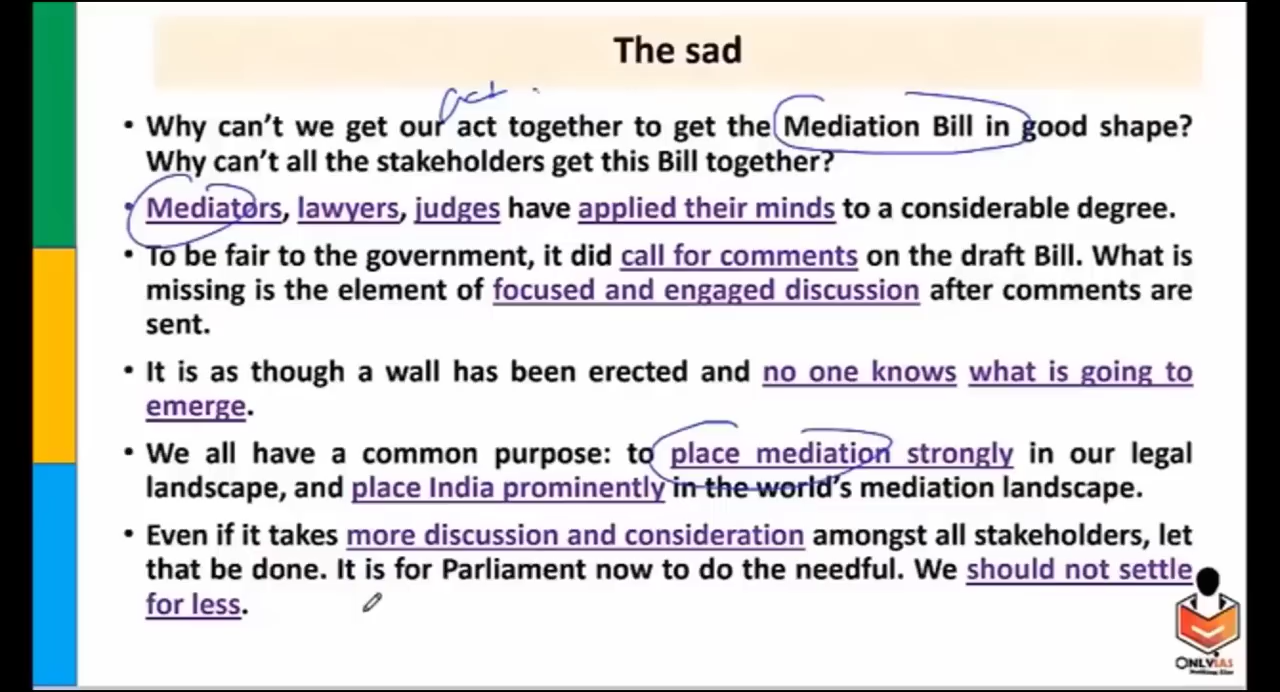 The sad
act
• Why can't we get our act together to get the Mediation Bill in good shape?
Why can't all the stakeholders get this Bill together?
• Mediators, lawyers, judges have applied their minds to a considerable degree.
• To be fair to the government, it did call for comments on the draft Bill. What is
missing is the element of focused and engaged discussion after comments are
sent.
• It is as though a wall has been erected and no one knows what is going to
emerge.
• We all have a common purpose: to place mediation strongly in our legal
landscape, and place India prominently in the world's mediation landscape.
• Even if it takes more discussion and consideration amongst all stakeholders, let
that be done. It is for Parliament now to do the needful. We should not settle
for less.
ONLYIAS